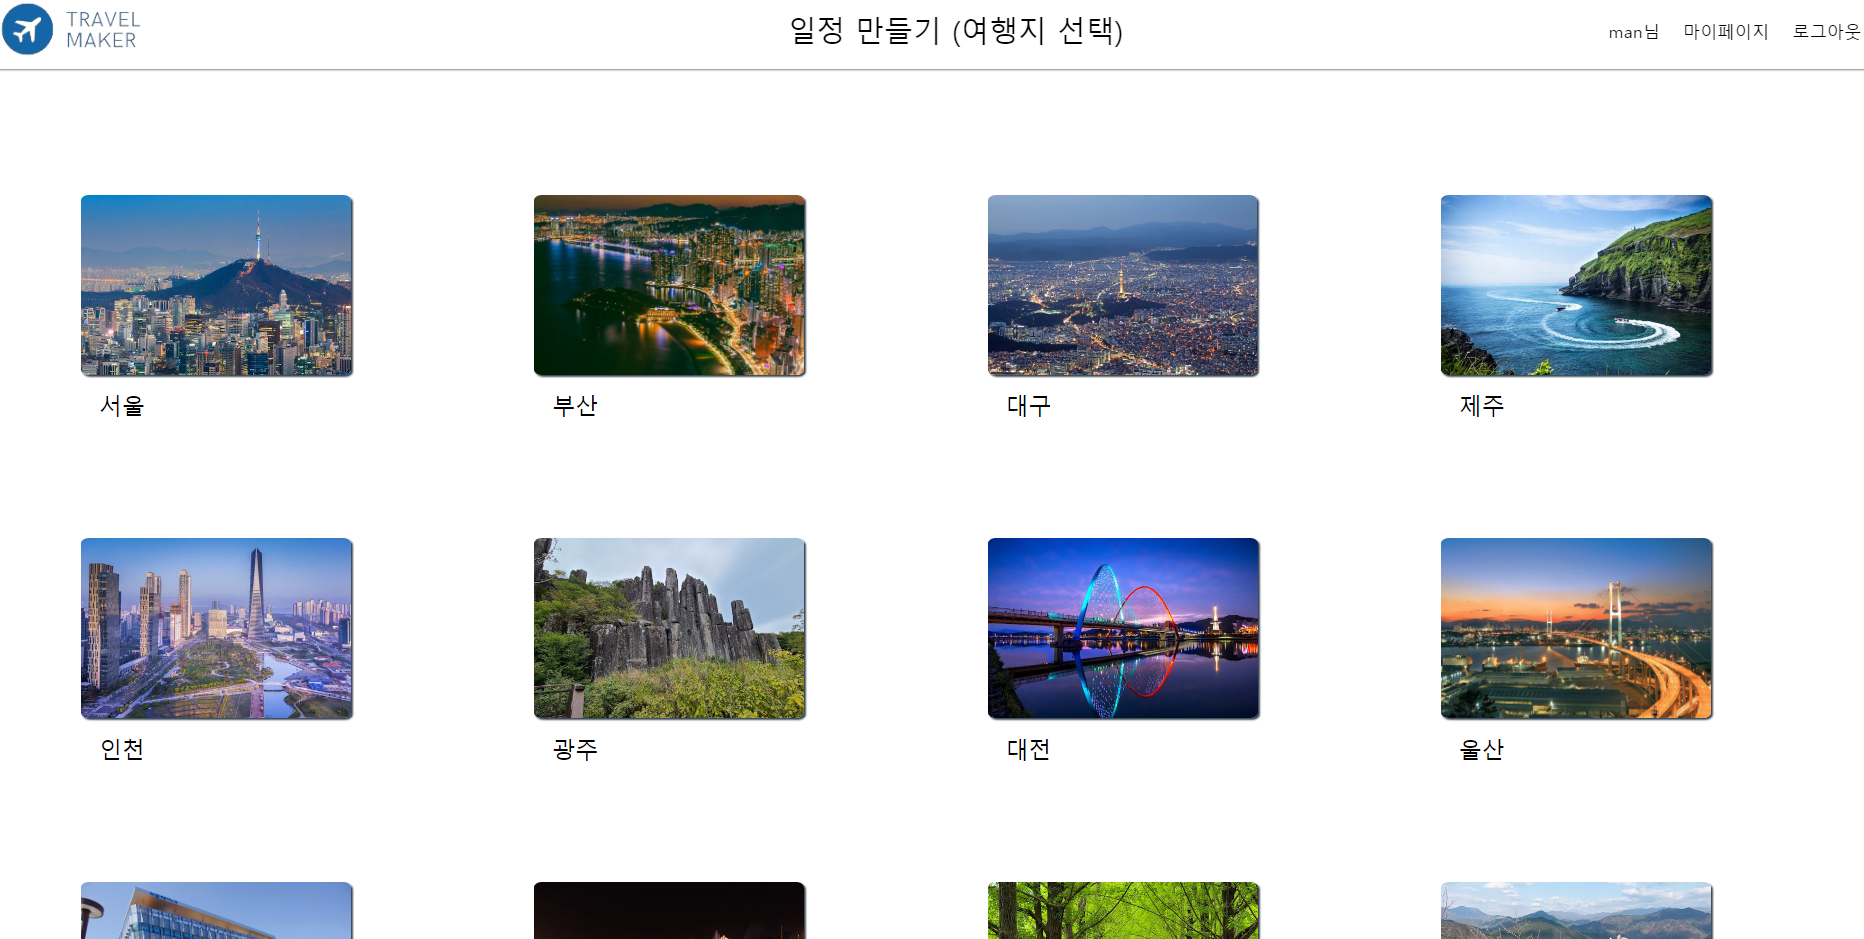 TRAVEL
MAKER
일정 만들기 (여행지 선택)
man님 마이페이지 로그아웃
서울 부산 대구 제주
인천 광주 대전 울산